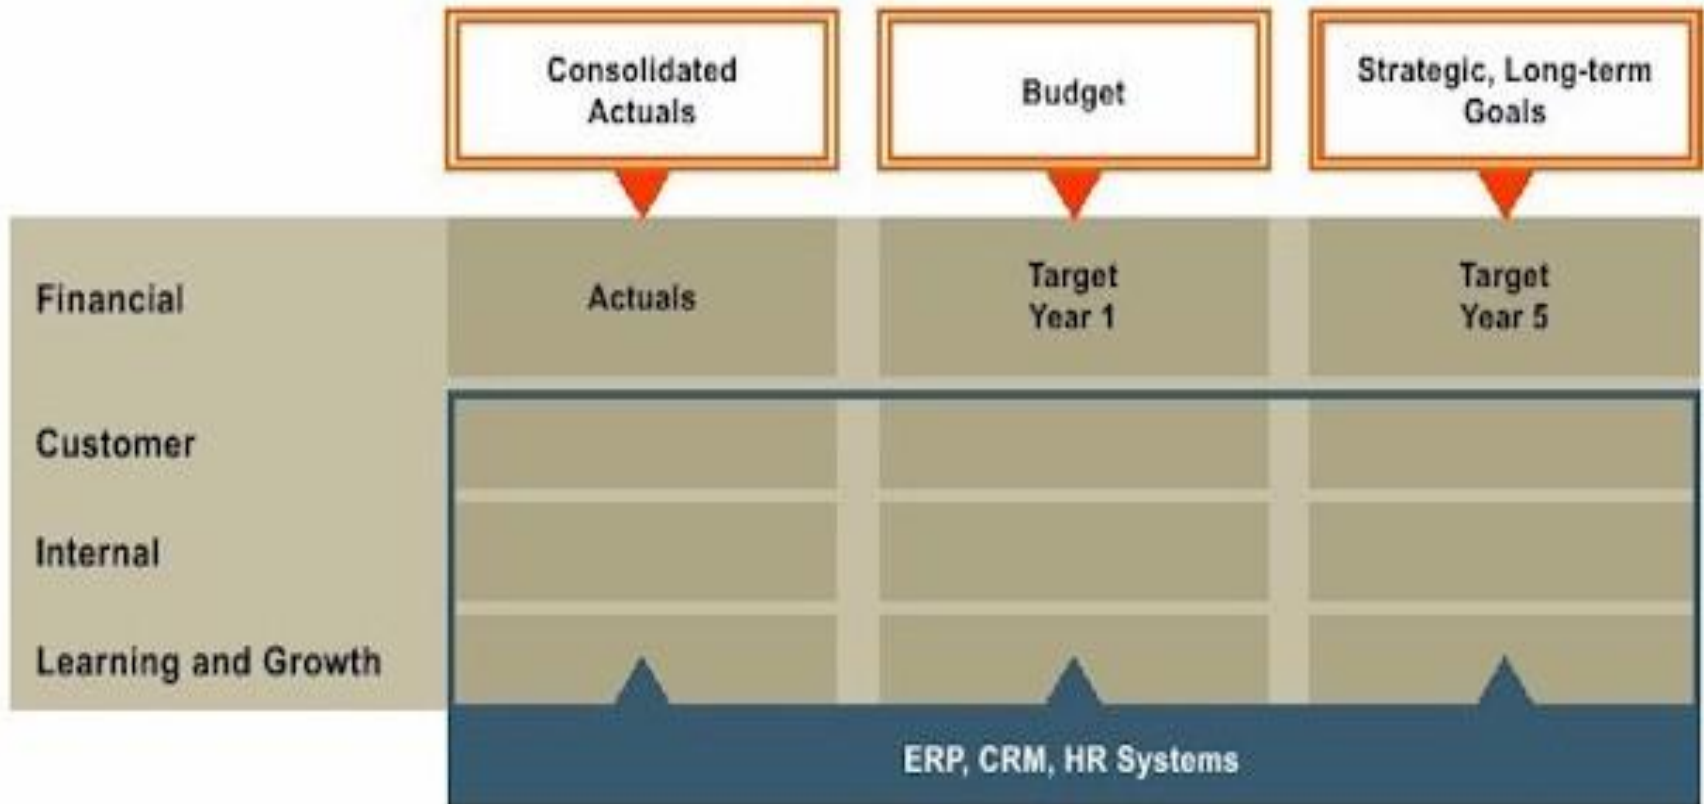 Consolidated
Actuals
Budget
Strategic, Long-term
Goals
Financial
Actuals
Target
Year 1
Target
Year 5
Customer
Internal
Learning and Growth
ERP, CRM, HR Systems